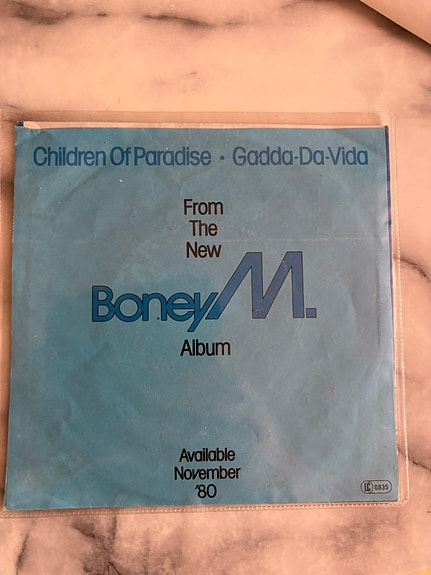 Children Of Paradise • Gadda-Da-Vida
From
The
New
Boney M.
Album
Available
November
'80
LC 0835